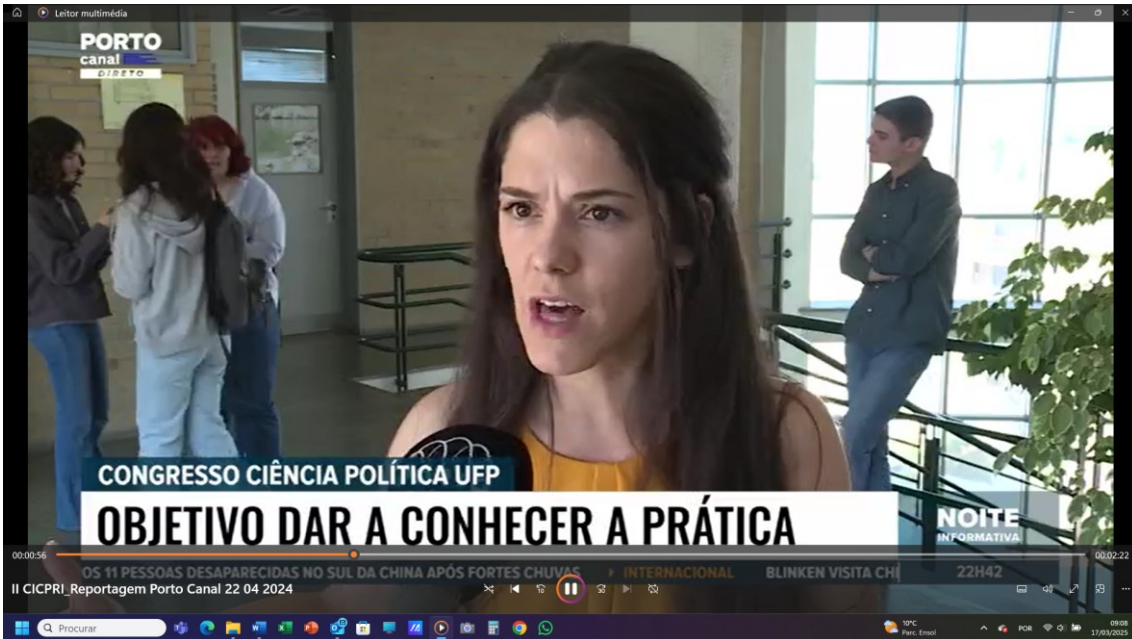 Leitor multimédia
PORTO
canal
DIRETO
CONGRESSO CIÊNCIA POLÍTICA UFP
OBJETIVO DAR A CONHECER A PRÁTICA
NOITE
INFORMATIVA
00:00:56
00:02:22
OS 11 PESSOAS DESAPARECIDAS NO SUL DA CHINA APÓS FORTES CHUVAS INTERNACIONAL BLINKEN VISITA CHI 22H42
II CICPRI_Reportagem Porto Canal 22 04 2024
Procurar
10°C
Parc. Ensol
POR
09:08
17/03/2025